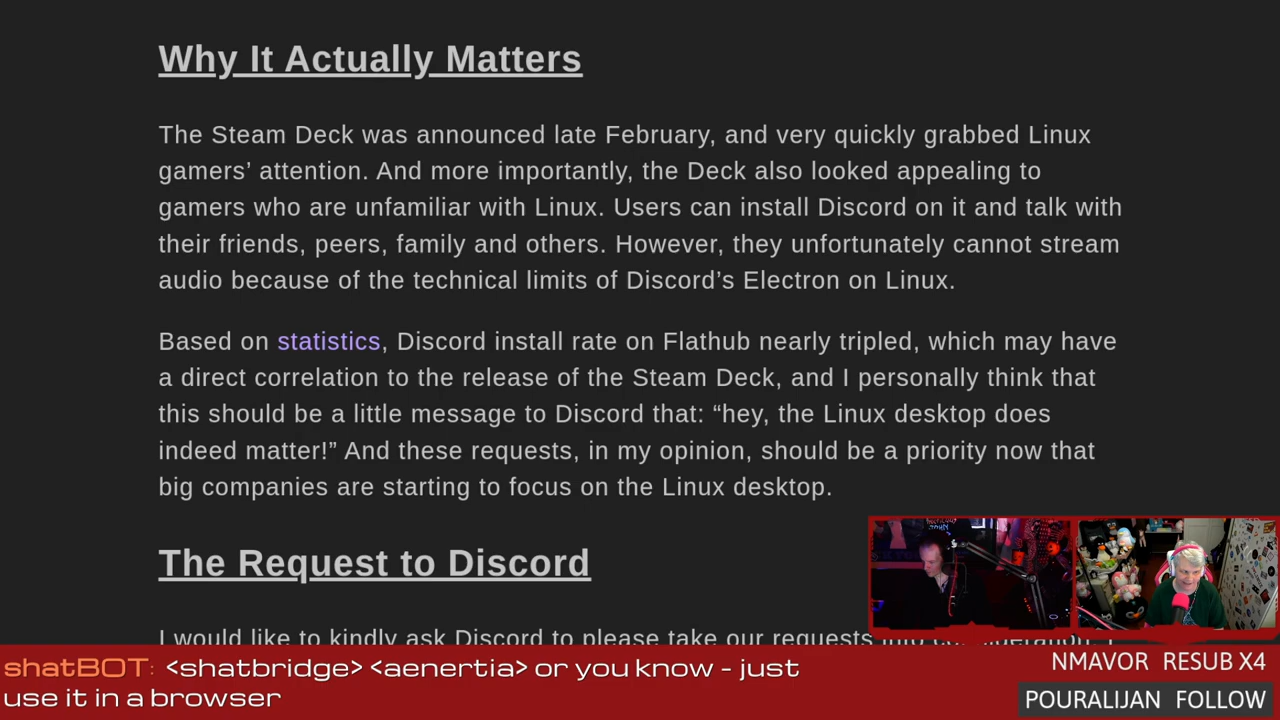 Why It Actually Matters
The Steam Deck was announced late February, and very quickly grabbed Linux
gamers’ attention. And more importantly, the Deck also looked appealing to
gamers who are unfamiliar with Linux. Users can install Discord on it and talk with
their friends, peers, family and others. However, they unfortunately cannot stream
audio because of the technical limits of Discord’s Electron on Linux.
Based on statistics, Discord install rate on Flathub nearly tripled, which may have
a direct correlation to the release of the Steam Deck, and I personally think that
this should be a little message to Discord that: “hey, the Linux desktop does
indeed matter!” And these requests, in my opinion, should be a priority now that
big companies are starting to focus on the Linux desktop.
The Request to Discord
I would like to kindly ask Discord to please take our requests into consideration
shatBOT: <shatbridge> <aenertia> or you know - just
use it in a browser
NMAVOR RESUB X4
POURALIJAN FOLLOW